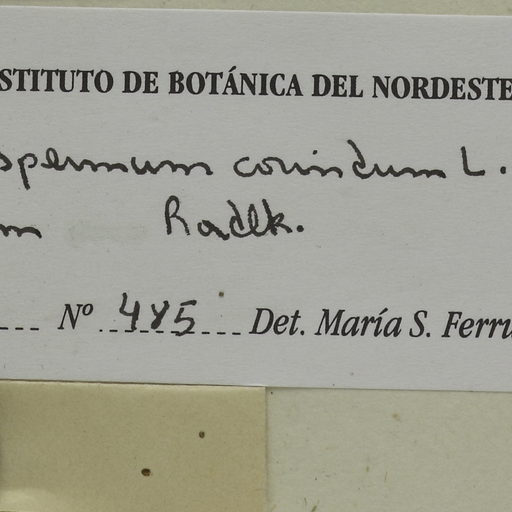 STITUTO DE BOTÁNICA DEL NORDESTE
spermum corindum L.
m Radlk.
Nº 485 Det. María S. Ferru